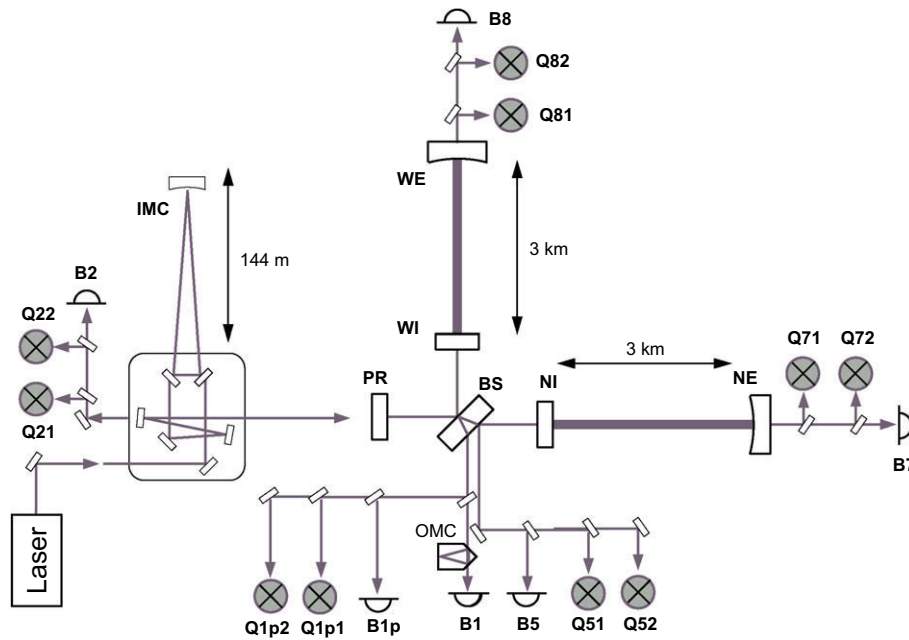 B8
Q82
Q81
WE
IMC
144 m
3 km
B2
Q22
WI
3 km
Q71
Q72
PR
BS
NI
NE
Q21
B7
Laser
OMC
Q1p2
Q1p1
B1p
B1
B5
Q51
Q52